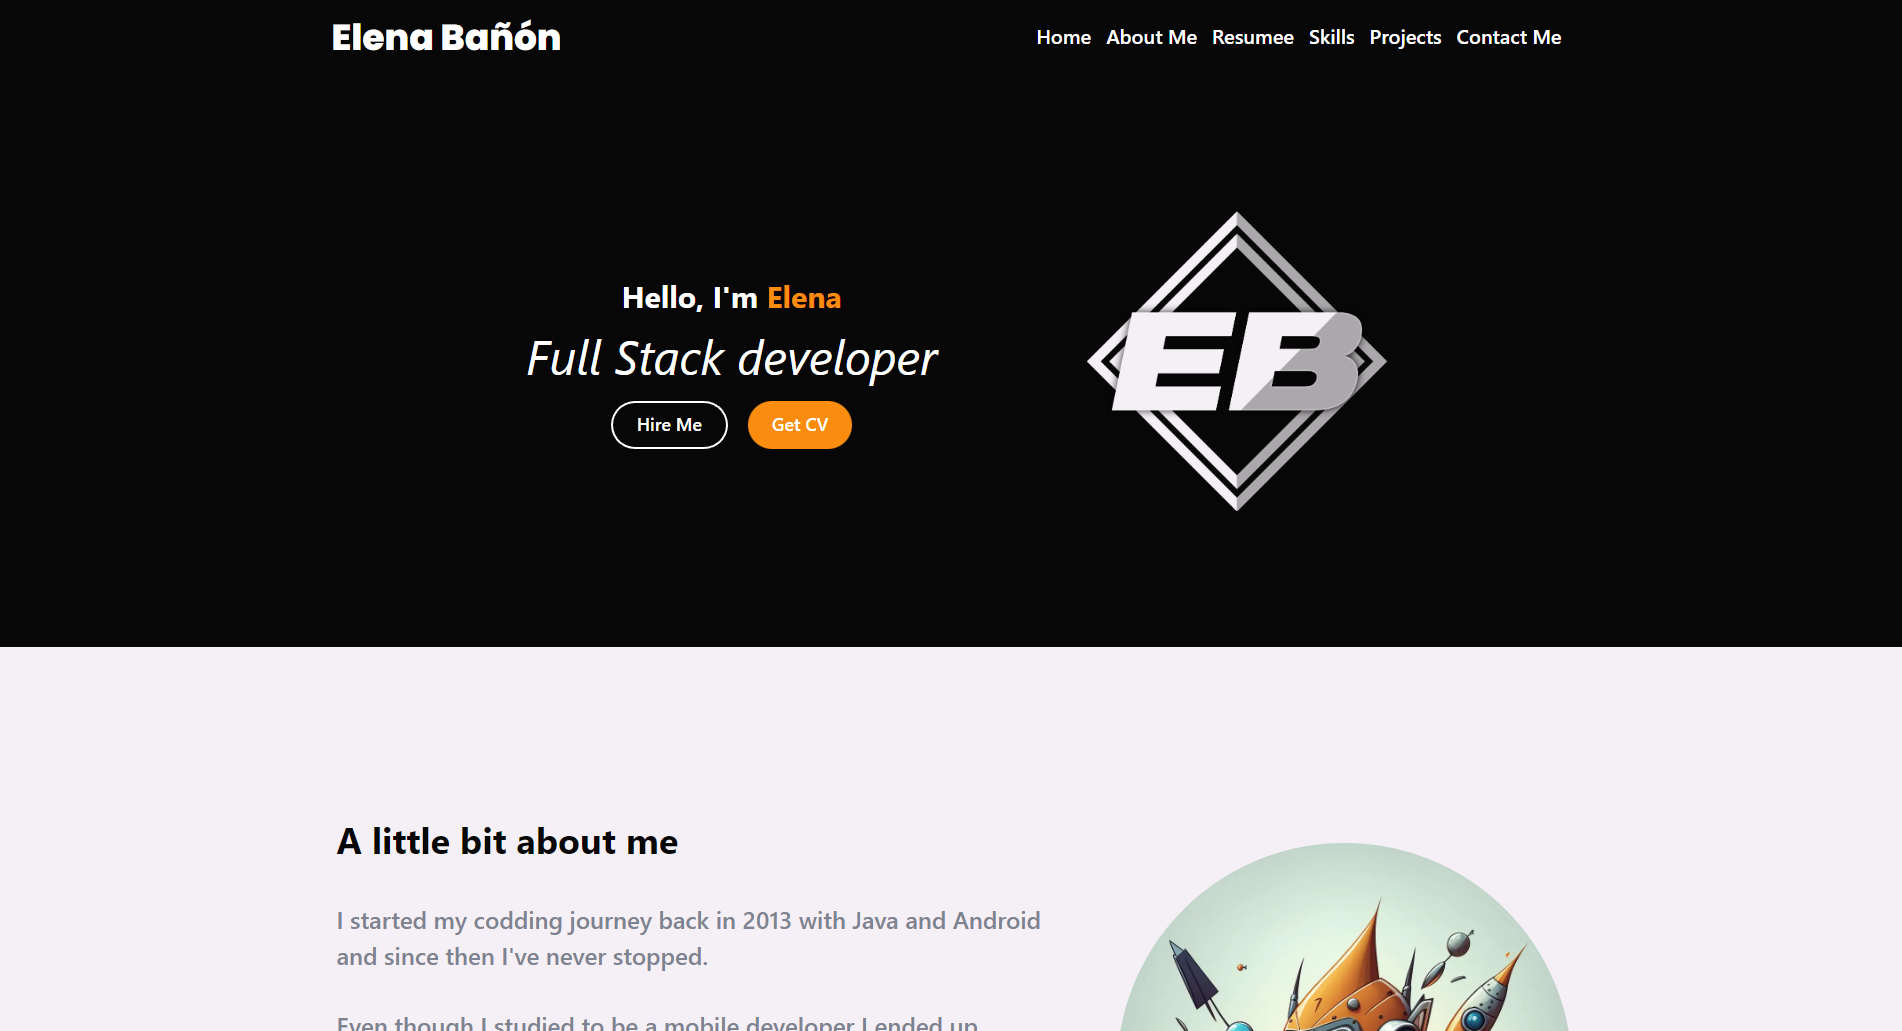 Elena Bañón
Home About Me Resumee Skills Projects Contact Me
Hello, I'm Elena
Full Stack developer
Hire Me Get CV
EB
A little bit about me
I started my codding journey back in 2013 with Java and Android
and since then I've never stopped.
Even though I studied to be a mobile developer I ended up